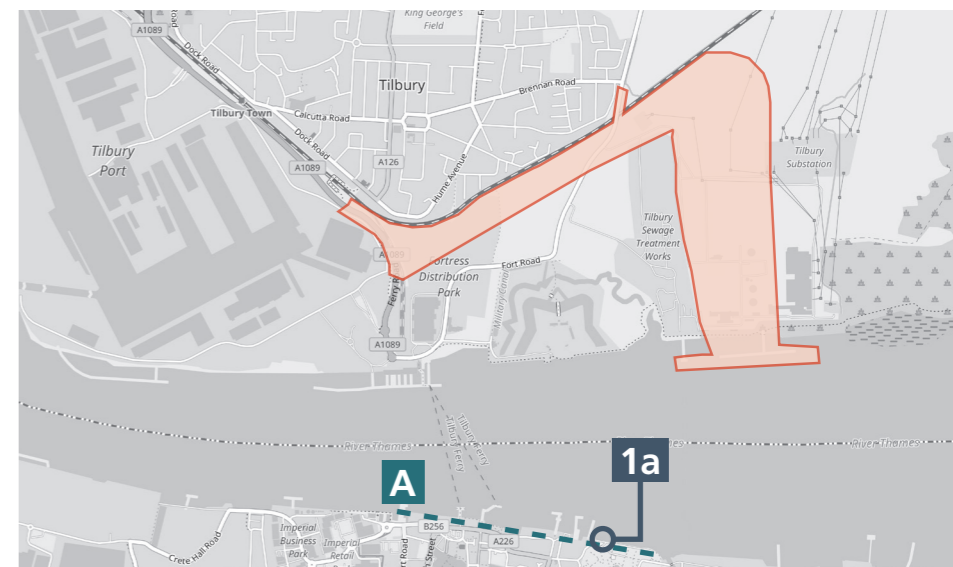 King George's
Field
A1089
Dock Road
Tilbury
Brennan Road
Tilbury Town
Calcutta Road
Dock Road
Tilbury
Port
A1089
A126
Hume Avenue
Tilbury
Substation
Tilbury
Sewage
Treatment
Works
A1089
Fortress
Distribution
Park
Fort Road
Ferry Road
Military Canal
A1089
Tilbury Ferry
Tilbury Ferry
River Thames
River Thames
1a
A
Imperial
Business
Park
Imperial
Retail
B256
A226
Crete Hall Road